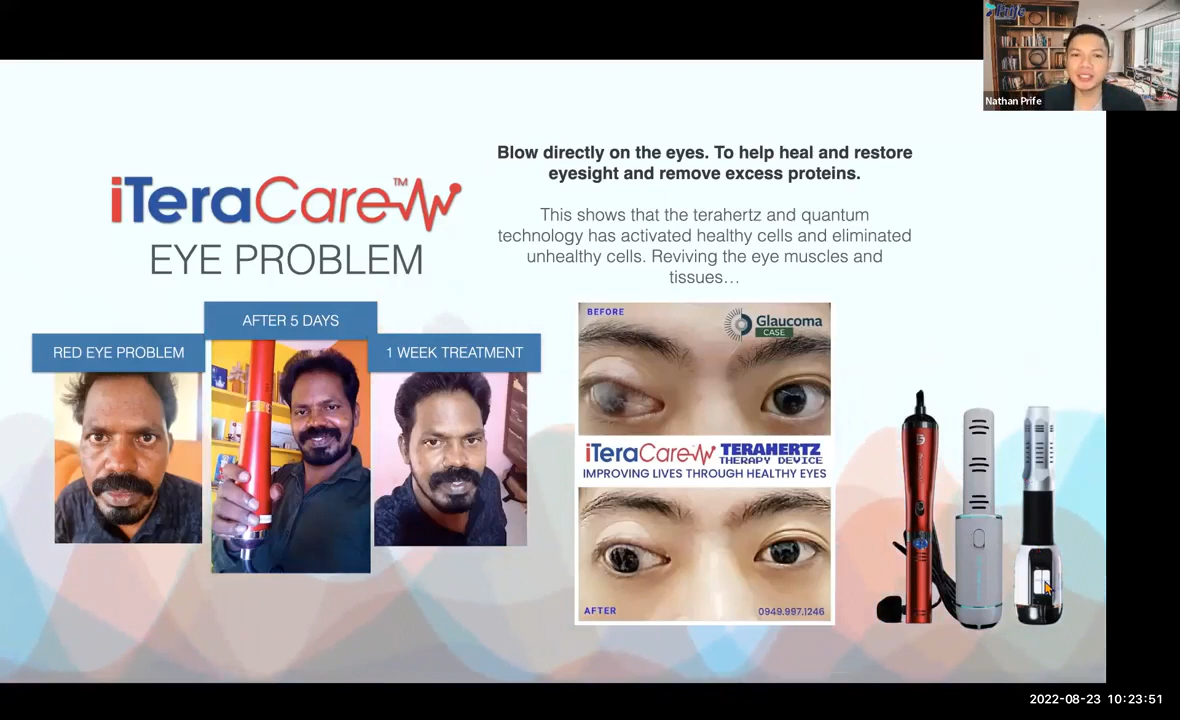 Prife
Nathan Prife
Blow directly on the eyes. To help heal and restore
eyesight and remove excess proteins.
This shows that the terahertz and quantum
technology has activated healthy cells and eliminated
unhealthy cells. Reviving the eye muscles and
tissues…
iTeraCare™
EYE PROBLEM
AFTER 5 DAYS
RED EYE PROBLEM
1 WEEK TREATMENT
BEFORE
Glaucoma
CASE
iTeraCare TERAHERTZ
THERAPY DEVICE
IMPROVING LIVES THROUGH HEALTHY EYES
AFTER
0949.997.1246
2022-08-23 10:23:51